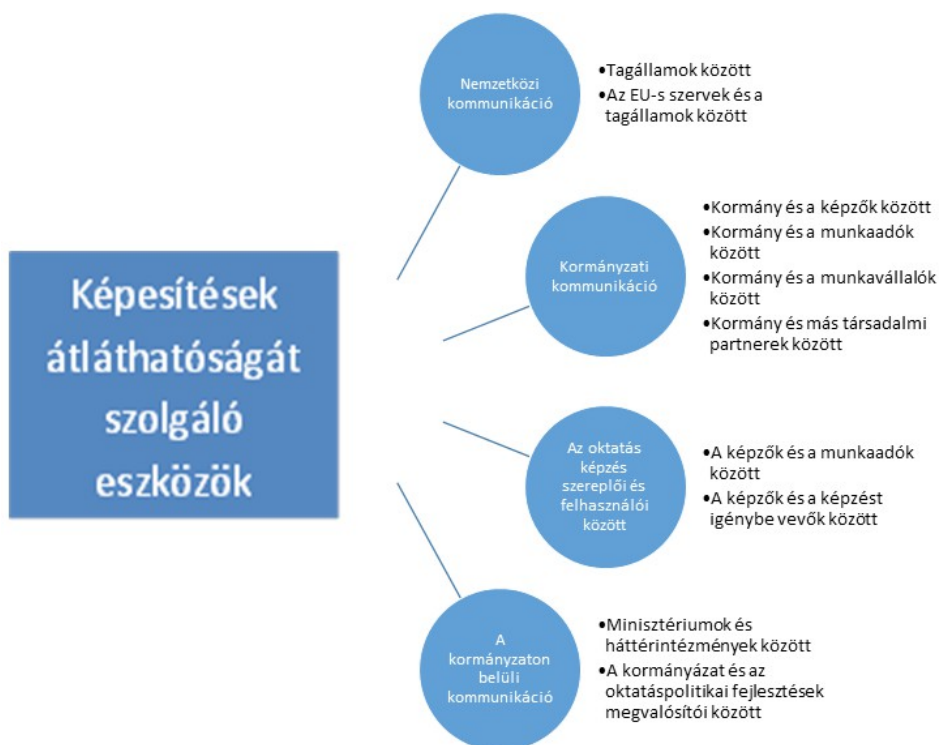 Képesítések
átláthatóságát
szolgáló
eszközök
Nemzetközi
kommunikáció
•Tagállamok között
•Az EU-s szervek és a
tagállamok között
Kormányzati
kommunikáció
•Kormány és a képzők között
•Kormány és a munkaadók
között
•Kormány és a munkavállalók
között
•Kormány és más társadalmi
partnerek között
Az oktatás
képzés
szereplői és
felhasználói
között
•A képzők és a munkaadók
között
•A képzők és a képzést
igénybe vevők között
A
kormányzaton
belüli
kommunikáció
•Minisztériumok és
háttérintézmények között
•A kormányázat és az
oktatáspolitikai fejlesztések
megvalósítói között